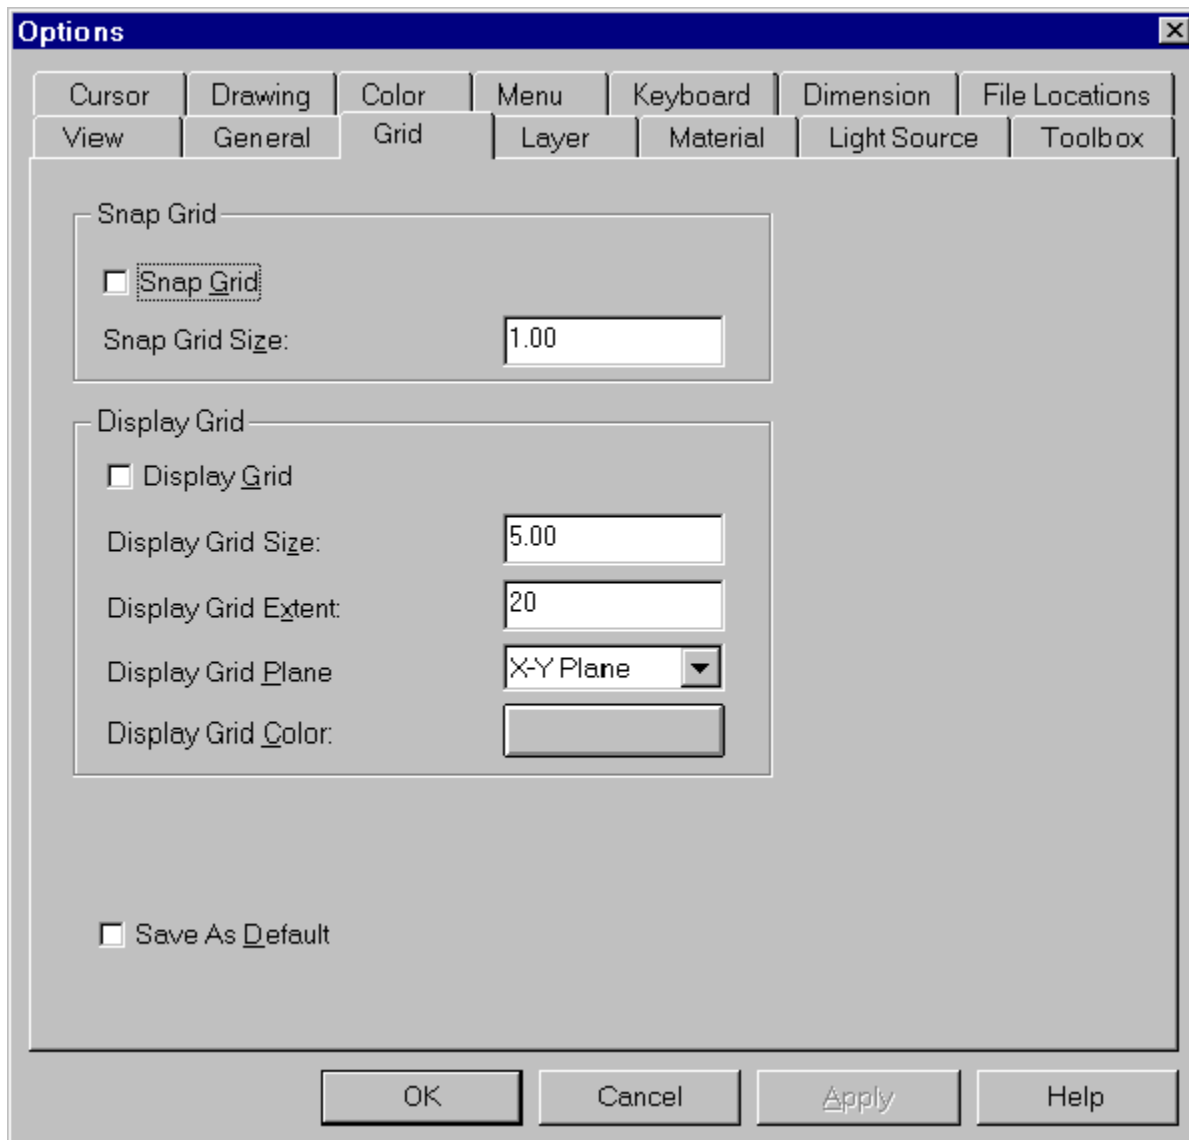 Options
Cursor Drawing Color Menu Keyboard Dimension File Locations
View General Grid Layer Material Light Source Toolbox
Snap Grid
Snap Grid
Snap Grid Size: 1.00
Display Grid
Display Grid
Display Grid Size: 5.00
Display Grid Extent: 20
Display Grid Plane X-Y Plane
Display Grid Color:
Save As Default
OK Cancel Apply Help